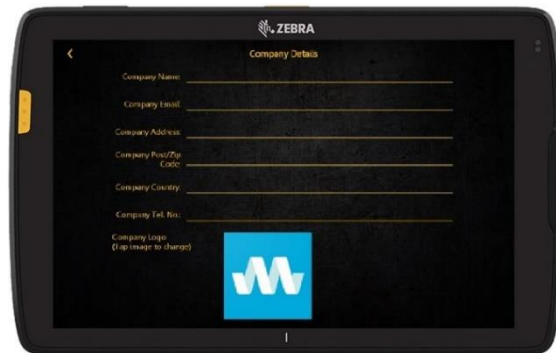 ZEBRA
Company Details
Company Name:
Company Email:
Company Address:
Company Post/Zip
Code:
Company Country:
Company Tel. No.:
Company Logo
(Tap image to change)